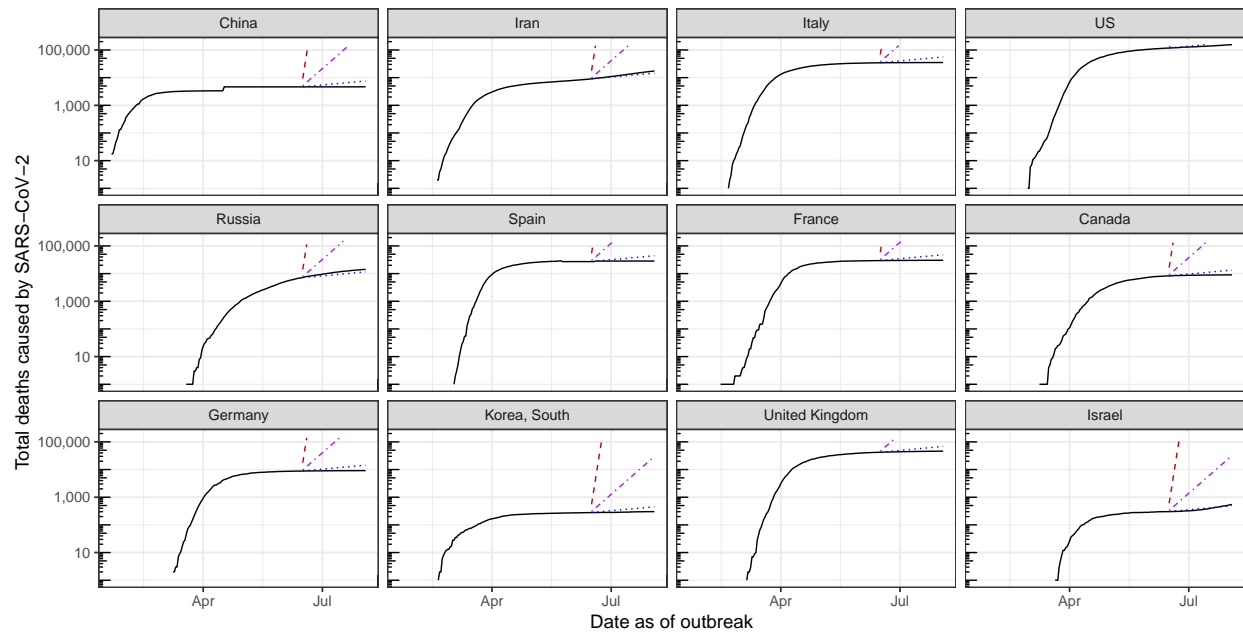 China
Iran
Italy
US
100,000
1,000
10
Russia
Spain
France
Canada
100,000
1,000
10
Germany
Korea, South
United Kingdom
Israel
100,000
1,000
10
Apr
Jul
Apr
Jul
Apr
Jul
Apr
Jul
Date as of outbreak
Total deaths caused by SARS−CoV−2